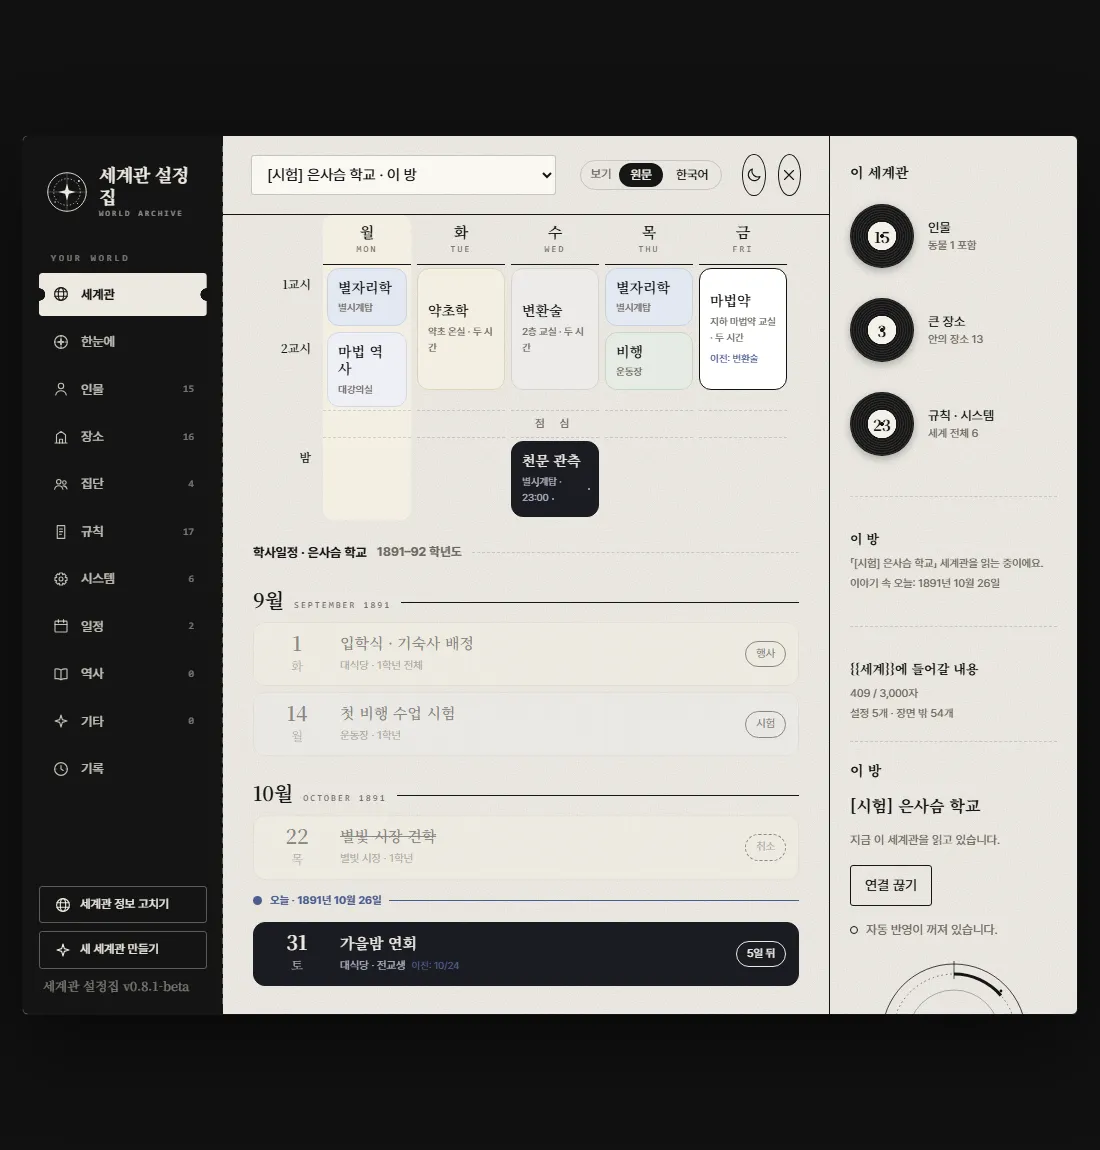 세계관 설정
집
WORLD ARCHIVE
YOUR WORLD
세계관
한눈에
인물 15
장소 16
집단 4
규칙 17
시스템 6
일정 2
역사 0
기타 0
기록
세계관 정보 고치기
새 세계관 만들기
세계관 설정집 v0.8.1-beta
[시험] 은사슴 학교 · 이 방
보기 원문 한국어
월 화 수 목 금
MON TUE WED THU FRI
1교시
별자리학
별시계탑
약초학
약초 온실 · 두 시
간
변환술
2층 교실 · 두 시
간
별자리학
별시계탑
마법약
지하 마법약 교실
· 두 시간
이전: 변환술
2교시
마법 역
사
대강의실
비행
운동장
점 심
밤
천문 관측
별시계탑 ·
23:00 ·
학사일정 · 은사슴 학교 1891–92 학년도
9월 SEPTEMBER 1891
1
화
입학식 · 기숙사 배정
대식당 · 1학년 전체
행사
14
월
첫 비행 수업 시험
운동장 · 1학년
시험
10월 OCTOBER 1891
22
목
별빛 시장 견학
별빛 시장 · 1학년
취소
오늘 · 1891년 10월 26일
31
토
가을밤 연회
대식당 · 전교생 이전: 10/24
5일 뒤
이 세계관
15
인물
동물 1 포함
3
큰 장소
안의 장소 13
23
규칙 · 시스템
세계 전체 6
이 방
「[시험] 은사슴 학교」 세계관을 읽는 중이에요.
이야기 속 오늘: 1891년 10월 26일
{{세계}}에 들어갈 내용
409 / 3,000자
설정 5개 · 장면 밖 54개
이 방
[시험] 은사슴 학교
지금 이 세계관을 읽고 있습니다.
연결 끊기
자동 반영이 꺼져 있습니다.